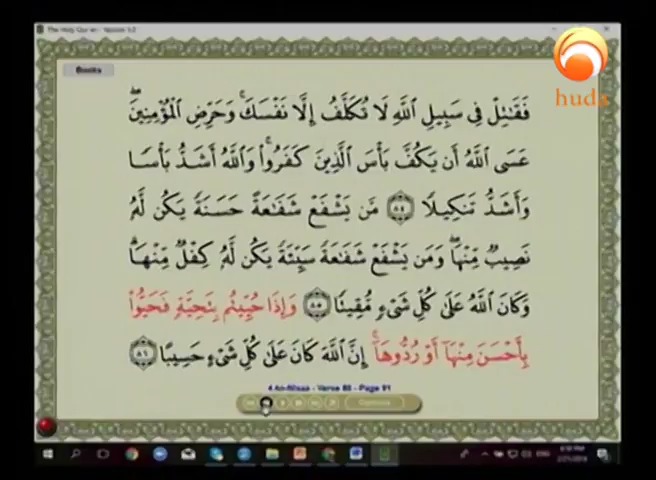 The Holy Qur'an - Version 1.0
Books
huda
فَقَٰتِلْ فِى سَبِيلِ ٱللَّهِ لَا تُكَلَّفُ إِلَّا نَفْسَكَ ۚ وَحَرِّضِ ٱلْمُؤْمِنِينَ ۖ
عَسَى ٱللَّهُ أَن يَكُفَّ بَأْسَ ٱلَّذِينَ كَفَرُوا۟ ۚ وَٱللَّهُ أَشَدُّ بَأْسًا
وَأَشَدُّ تَنكِيلًا ٨٤ مَّن يَشْفَعْ شَفَٰعَةً حَسَنَةً يَكُن لَّهُۥ
نَصِيبٌ مِّنْهَا ۖ وَمَن يَشْفَعْ شَفَٰعَةً سَيِّئَةً يَكُن لَّهُۥ كِفْلٌ مِّنْهَا ۗ
وَكَانَ ٱللَّهُ عَلَىٰ كُلِّ شَىْءٍ مُّقِيتًا ٨٥ وَإِذَا حُيِّيتُم بِتَحِيَّةٍ فَحَيُّوا۟
بِأَحْسَنَ مِنْهَآ أَوْ رُدُّوهَآ ۗ إِنَّ ٱللَّهَ كَانَ عَلَىٰ كُلِّ شَىْءٍ حَسِيبًا ٨٦
4 An-Nisaa - Verse 86 - Page 91
ENG